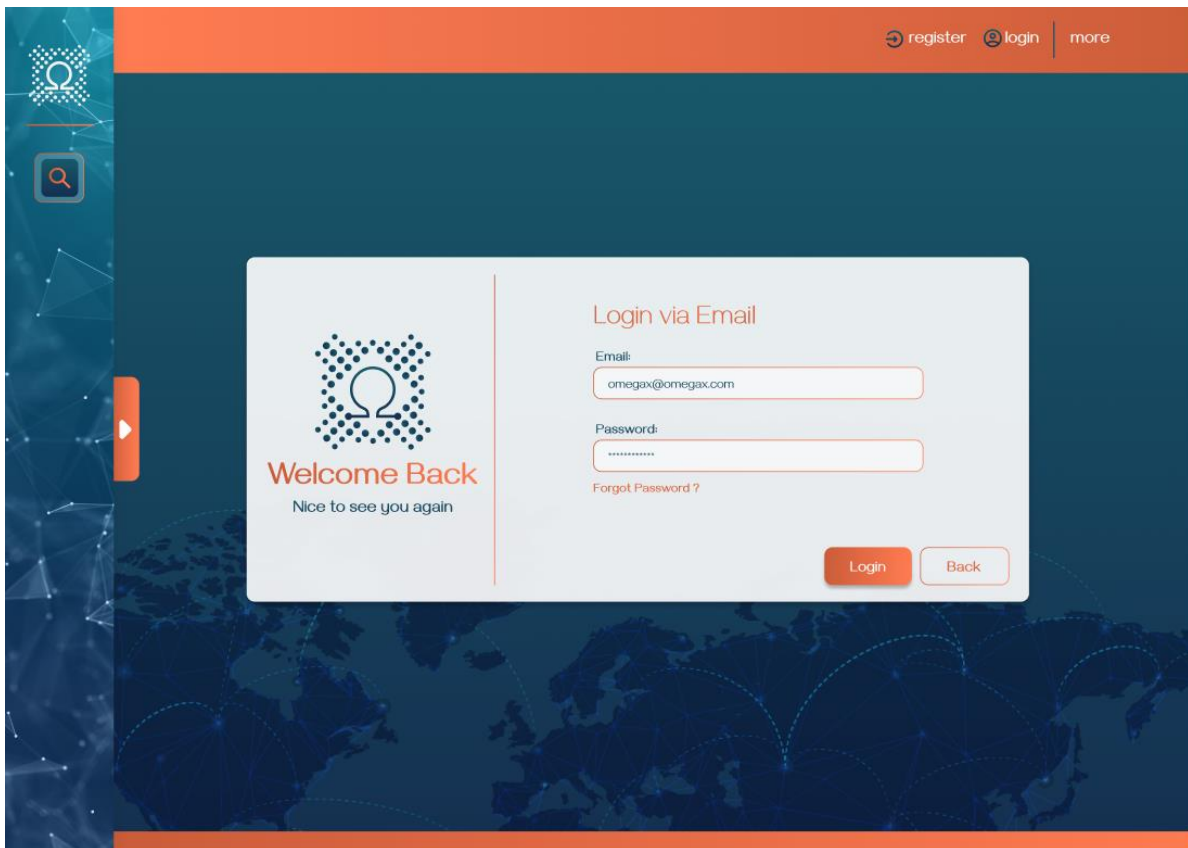 register login more
Login via Email
Email:
omegax@omegax.com
Password:
************
Forgot Password ?
Ω
Welcome Back
Nice to see you again
Login Back